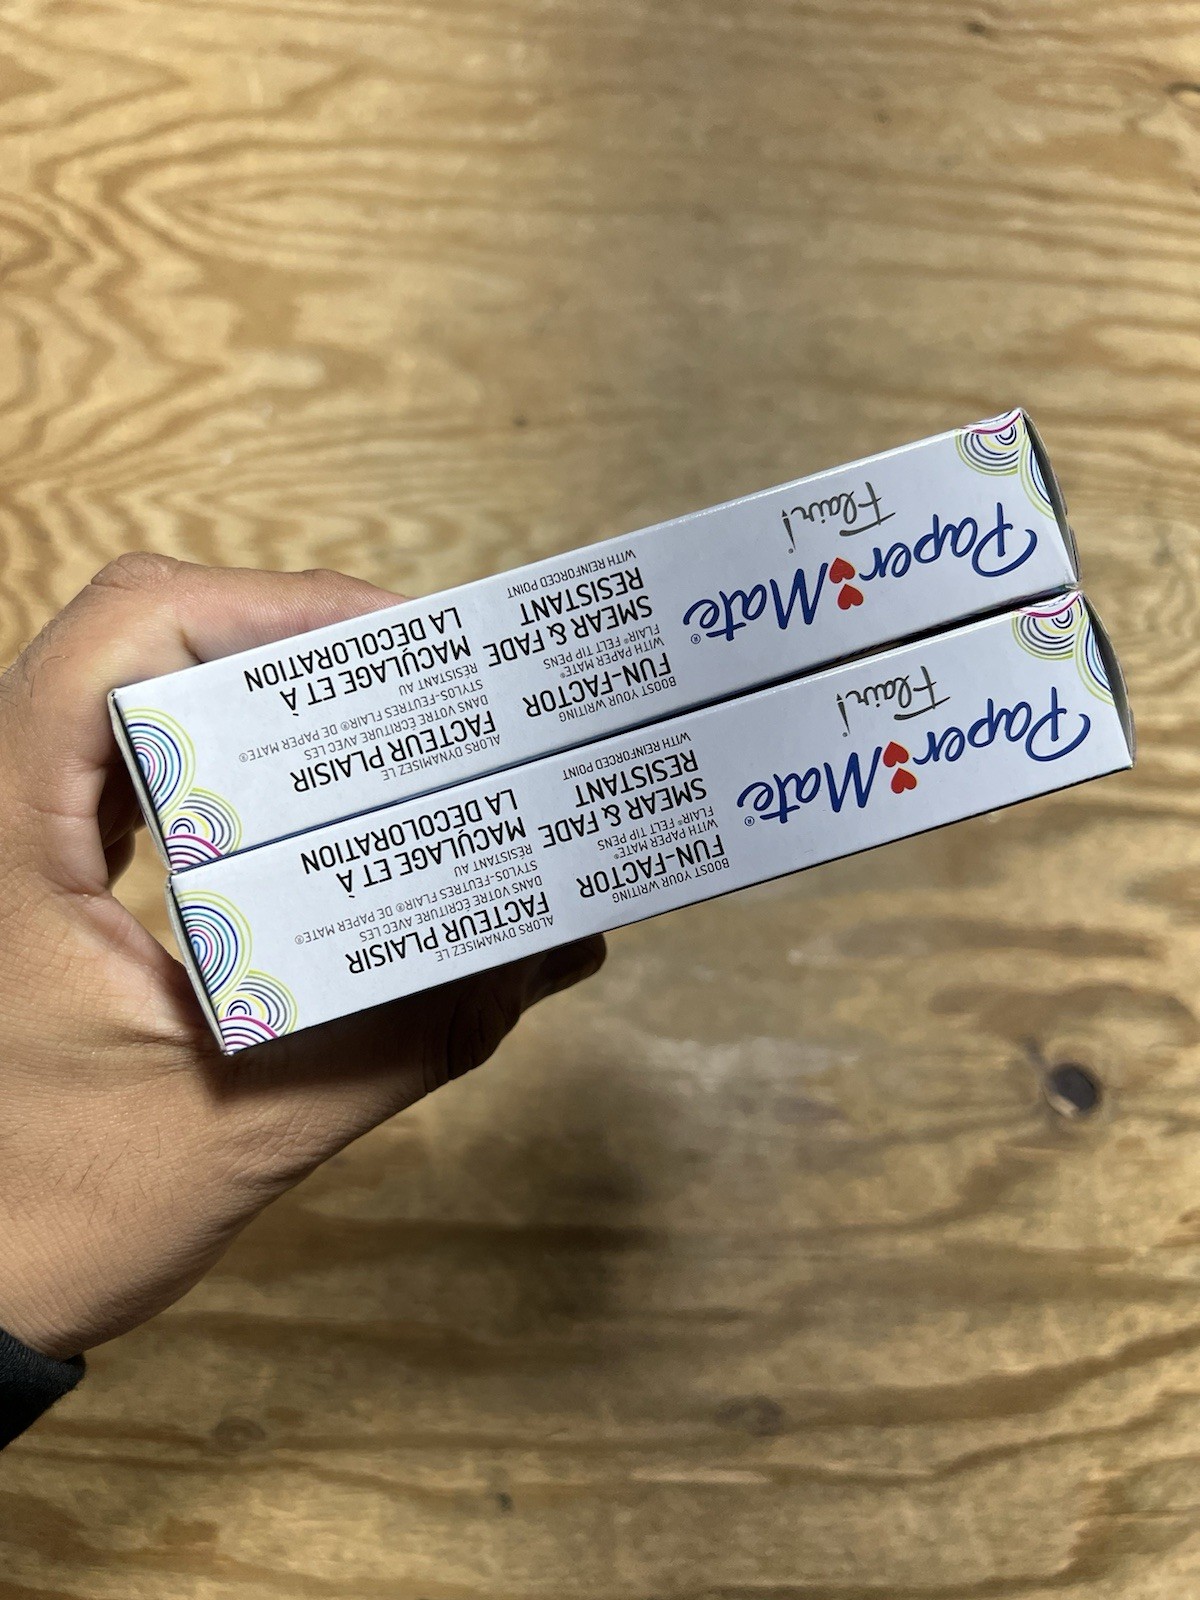 Paper Mate®
Flair!
BOOST YOUR WRITING
FUN-FACTOR
WITH PAPER MATE®
FLAIR® FELT TIP PENS
SMEAR & FADE
RESISTANT
WITH REINFORCED POINT
ALORS DYNAMISEZ LE
FACTEUR PLAISIR
DANS VOTRE ÉCRITURE AVEC LES
STYLOS-FEUTRES FLAIR® DE PAPER MATE®
RÉSISTANT AU
MACULAGE ET À
LA DÉCOLORATION
Paper Mate®
Flair!
BOOST YOUR WRITING
FUN-FACTOR
WITH PAPER MATE®
FLAIR® FELT TIP PENS
SMEAR & FADE
RESISTANT
WITH REINFORCED POINT
ALORS DYNAMISEZ LE
FACTEUR PLAISIR
DANS VOTRE ÉCRITURE AVEC LES
STYLOS-FEUTRES FLAIR® DE PAPER MATE®
RÉSISTANT AU
MACULAGE ET À
LA DÉCOLORATION